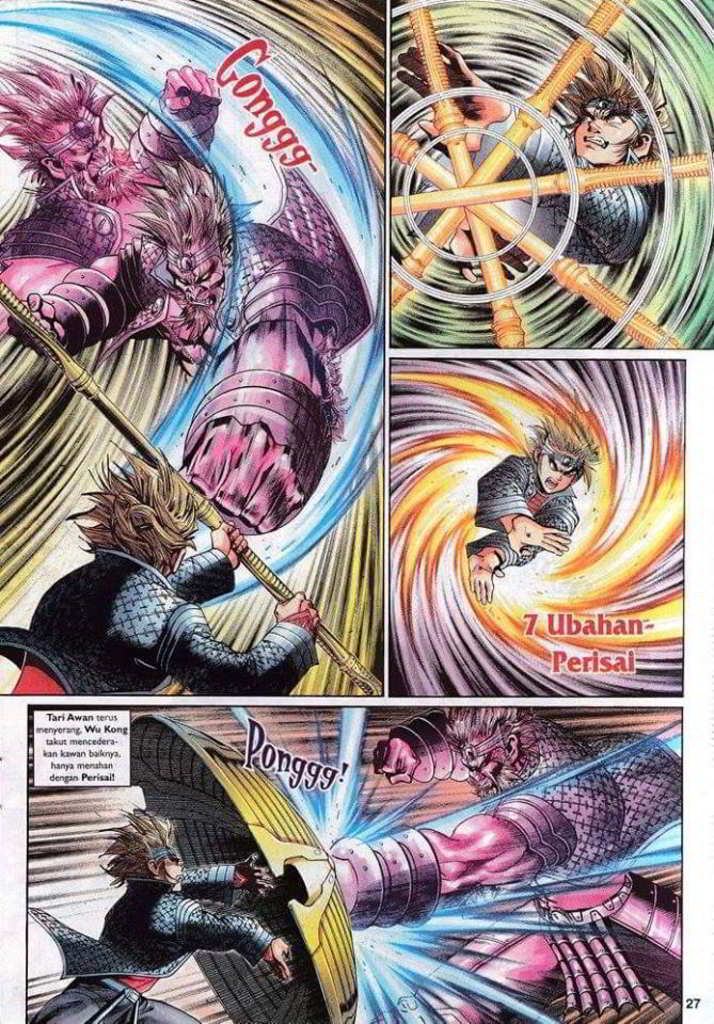 Gonggg-
7 Ubahan-
Perisai
Tari Awan terus
menyerang, Wu Kong
takut mencedera-
kan kawan baiknya,
hanya menahan
dengan Perisai!
Ponggg!
27